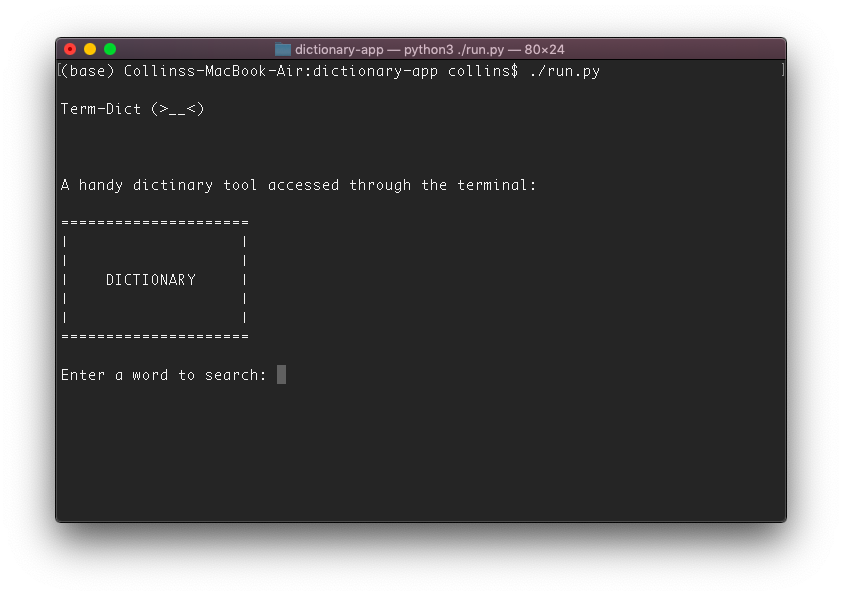 dictionary-app — python3 ./run.py — 80×24
[(base) Collinss-MacBook-Air:dictionary-app collins$ ./run.py ]
Term-Dict (>__<)
A handy dictinary tool accessed through the terminal:
=====================
|                   |
|                   |
|    DICTIONARY     |
|                   |
|                   |
=====================
Enter a word to search: